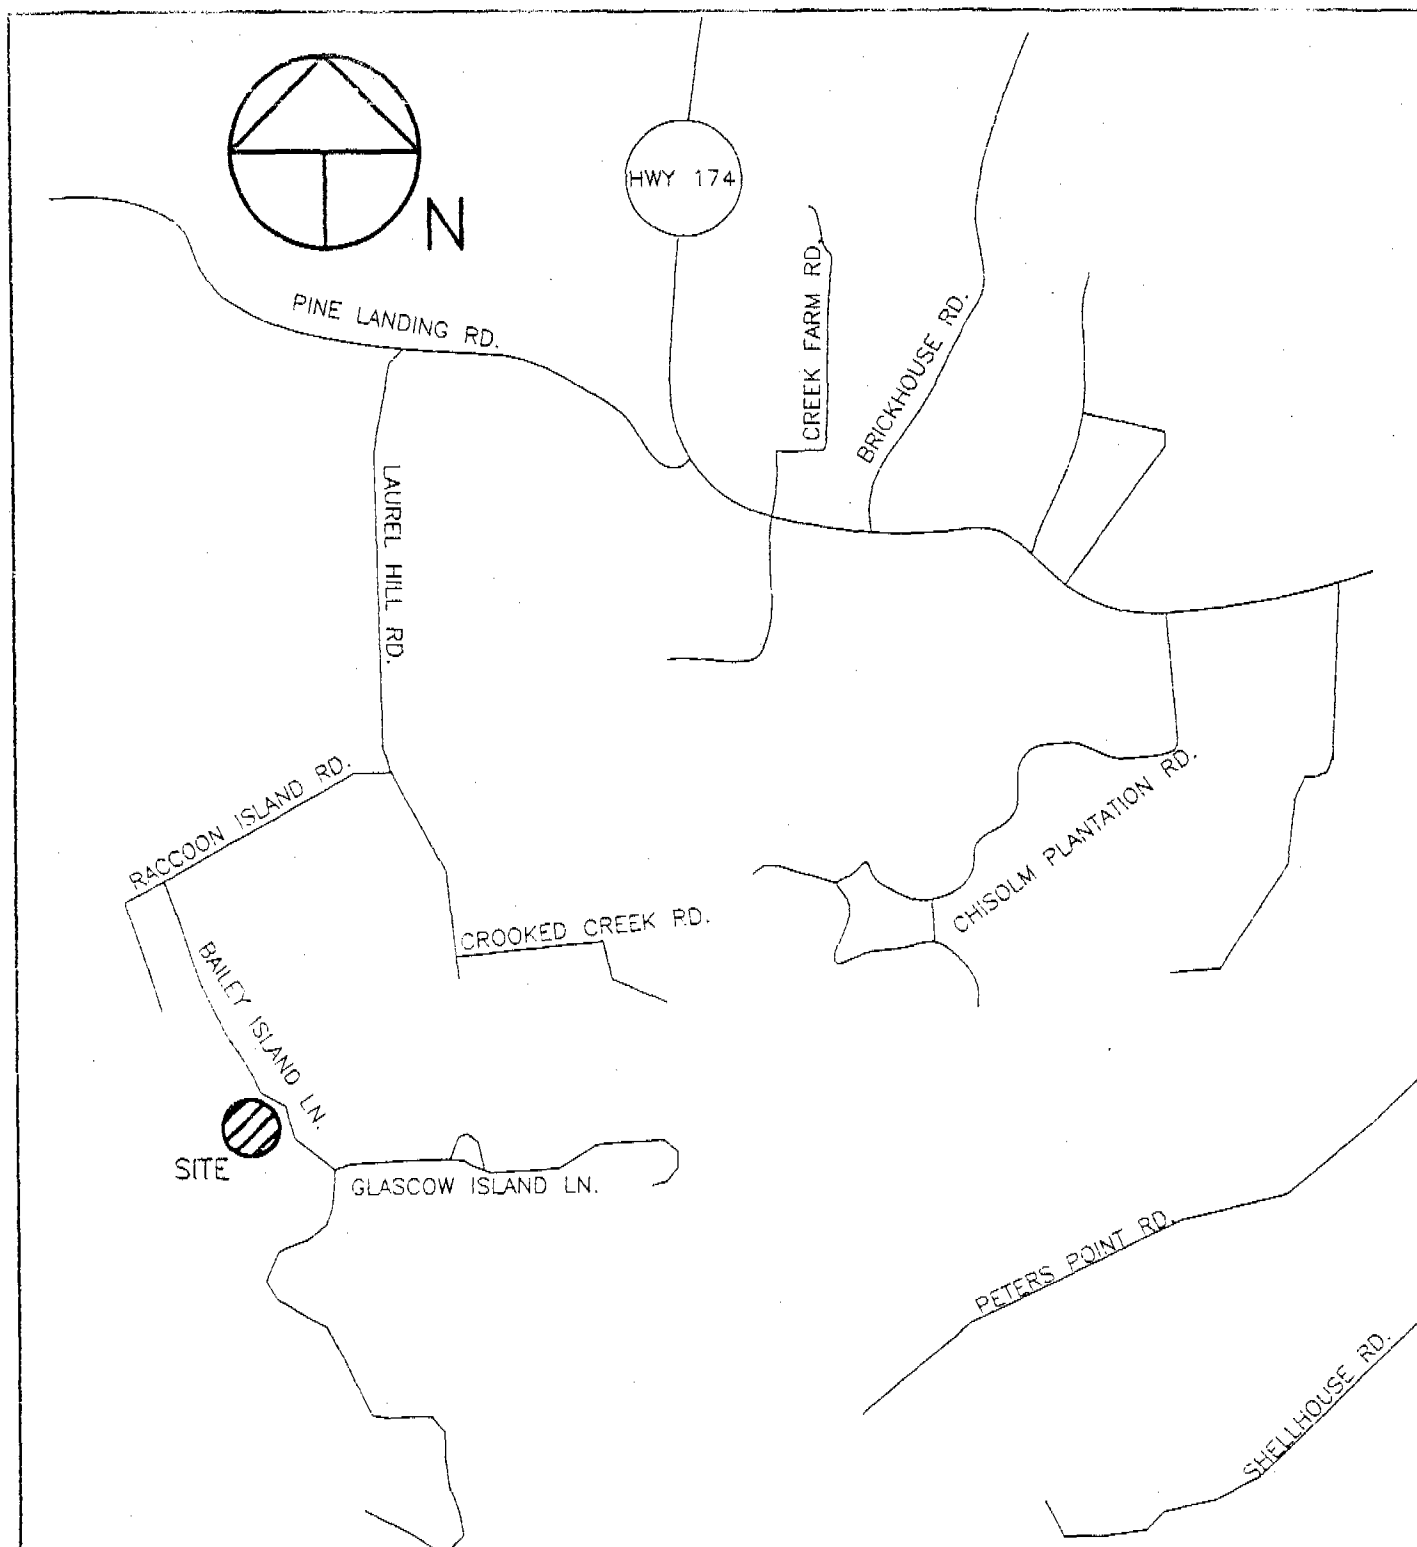 HWY 174
N
PINE LANDING RD.
CREEK FARM RD.
BRICKHOUSE RD.
LAUREL HILL RD.
RACCOON ISLAND RD.
CHISOLM PLANTATION RD.
CROOKED CREEK RD.
BAILEY ISLAND LN.
SITE
GLASCOW ISLAND LN.
PETERS POINT RD.
SHELLHOUSE RD.